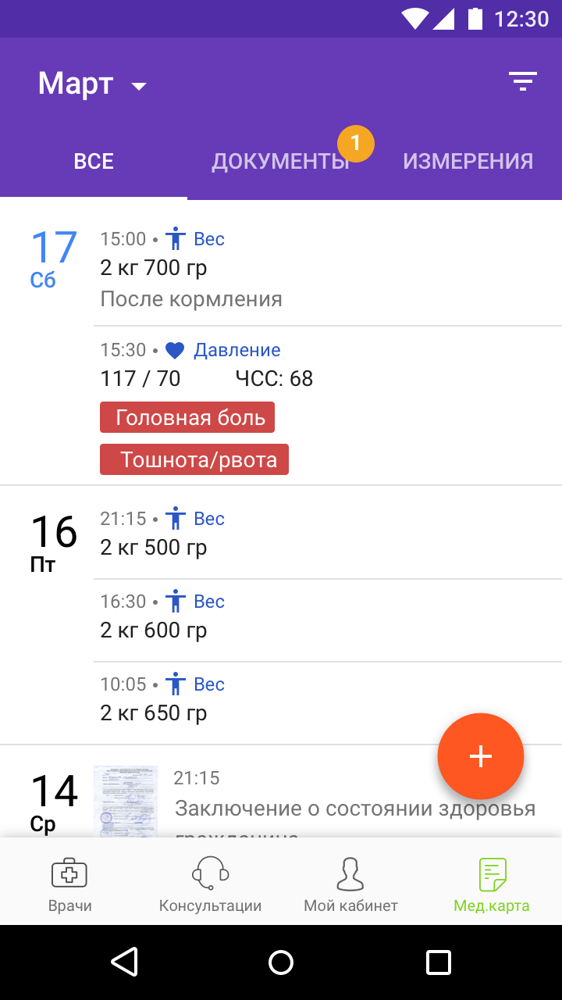 12:30
Март
ВСЕ
ДОКУМЕНТЫ
1
ИЗМЕРЕНИЯ
17
Сб
15:00 • Вес
2 кг 700 гр
После кормления
15:30 • Давление
117 / 70 ЧСС: 68
Головная боль
Тошнота/рвота
16
Пт
21:15 • Вес
2 кг 500 гр
16:30 • Вес
2 кг 600 гр
10:05 • Вес
2 кг 650 гр
14
Ср
21:15
Заключение о состоянии здоровья
Врачи
Консультации
Мой кабинет
Мед.карта